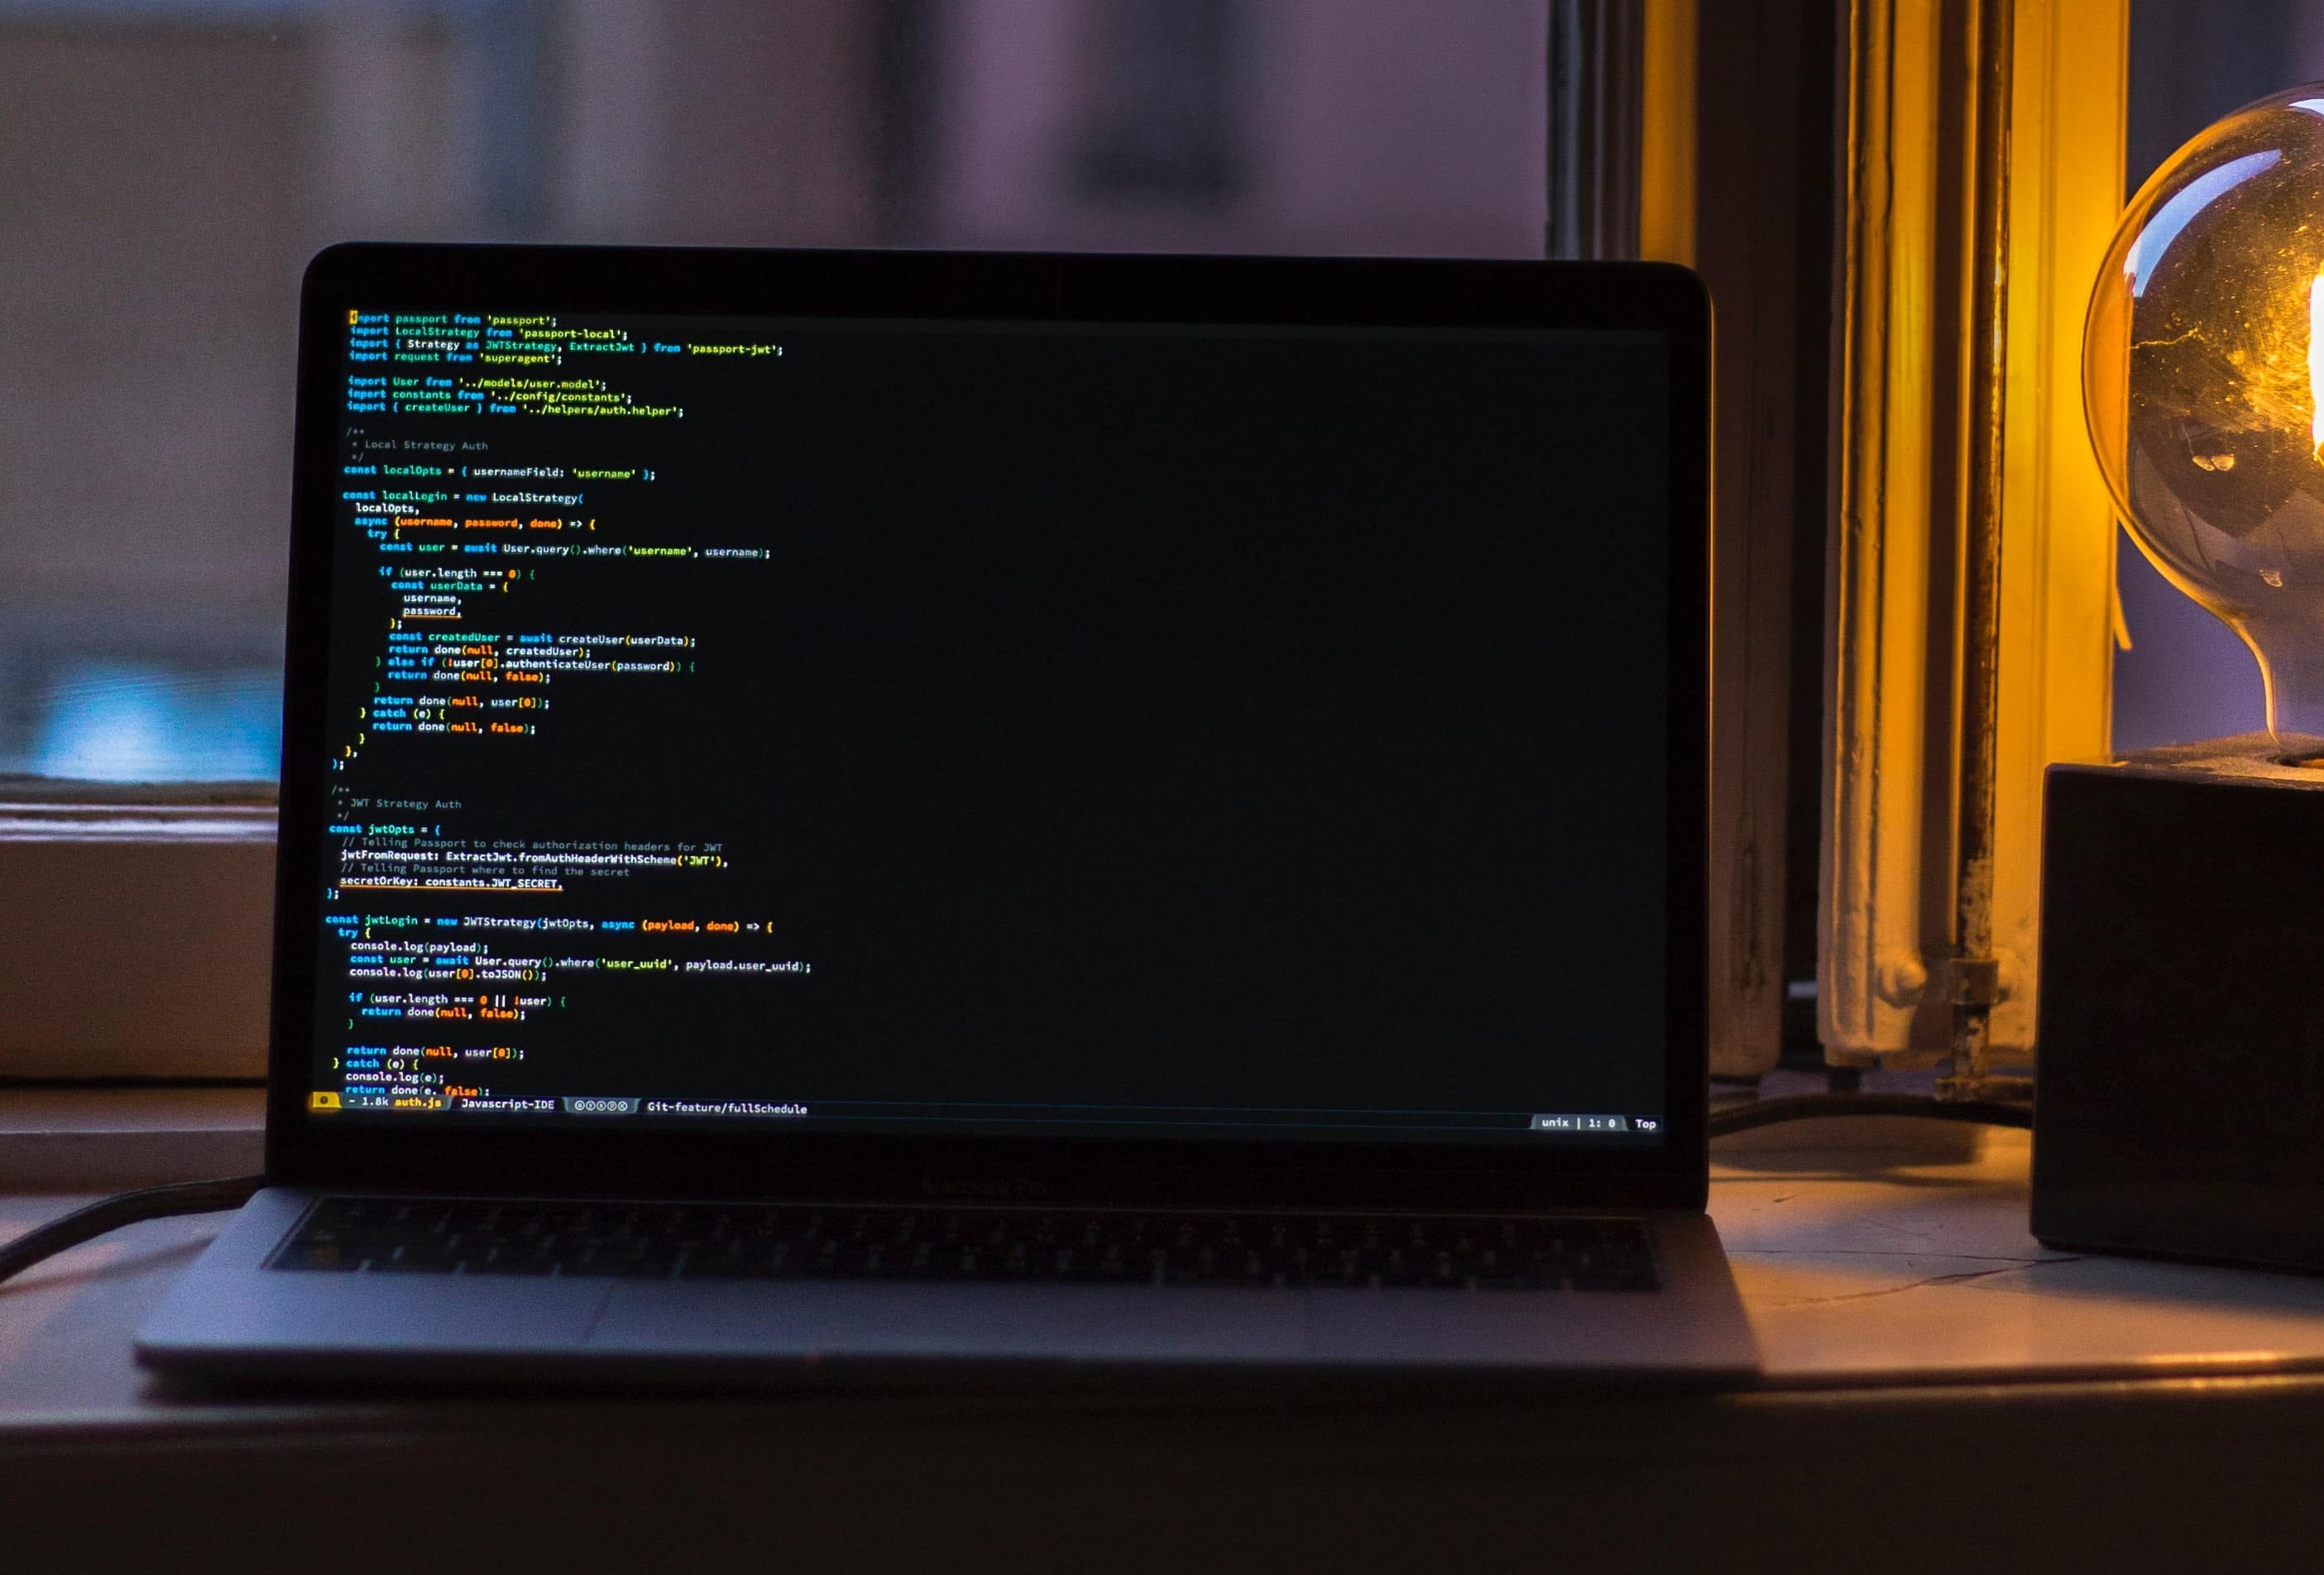 import passport from 'passport';
import LocalStrategy from 'passport-local';
import { Strategy as JWTStrategy, ExtractJwt } from 'passport-jwt';
import request from 'superagent';
import User from '../models/user.model';
import constants from '../config/constants';
import { createUser } from '../helpers/auth.helper';
/**
* Local Strategy Auth
*/
const localOpts = { usernameField: 'username' };
const localLogin = new LocalStrategy(
localOpts,
async (username, password, done) => {
try {
const user = await User.query().where('username', username);
if (user.length === 0) {
const userData = {
username,
password,
};
const createdUser = await createUser(userData);
return done(null, createdUser);
} else if (!user[0].authenticateUser(password)) {
return done(null, false);
}
return done(null, user[0]);
} catch (e) {
return done(null, false);
}
},
);
/**
* JWT Strategy Auth
*/
const jwtOpts = {
// Telling Passport to check authorization headers for JWT
jwtFromRequest: ExtractJwt.fromAuthHeaderWithScheme('JWT'),
// Telling Passport where to find the secret
secretOrKey: constants.JWT_SECRET,
};
const jwtLogin = new JWTStrategy(jwtOpts, async (payload, done) => {
try {
console.log(payload);
const user = await User.query().where('user_uuid', payload.user_uuid);
console.log(user[0].toJSON());
if (user.length === 0 || !user) {
return done(null, false);
}
return done(null, user[0]);
} catch (e) {
console.log(e);
return done(e, false);
- 1.8k auth.js Javascript-IDE Git-feature/fullSchedule unix | 1: 0 Top